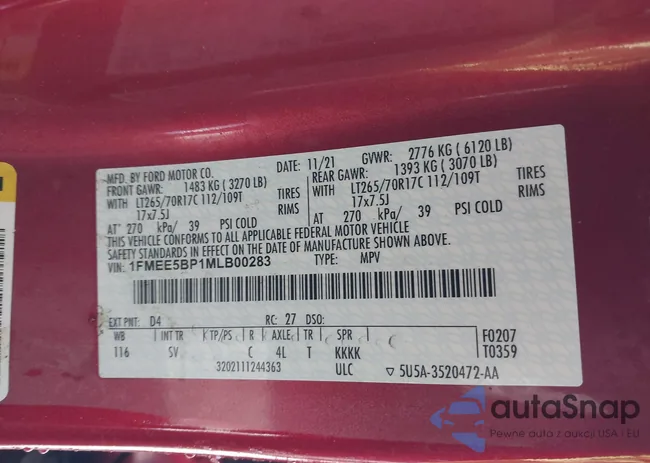 MFD. BY FORD MOTOR CO.
DATE: 11/21 GVWR: 2776 KG ( 6120 LB)
FRONT GAWR: 1483 KG ( 3270 LB) REAR GAWR: 1393 KG ( 3070 LB)
WITH LT265/70R17C 112/109T TIRES WITH LT265/70R17C 112/109T TIRES
17x7.5J RIMS 17x7.5J RIMS
AT 270 kPa/ 39 PSI COLD AT 270 kPa/ 39 PSI COLD
THIS VEHICLE CONFORMS TO ALL APPLICABLE FEDERAL MOTOR VEHICLE
SAFETY STANDARDS IN EFFECT ON THE DATE OF MANUFACTURE SHOWN ABOVE.
VIN: 1FMEE5BP1MLB00283 TYPE: MPV
EXT PNT: D4 RC: 27 DSO:
WB TP/PS R AXLE TR SPR F0207
116 SV C 4L T KKKK T0359
3202111244363 ULC ▽ 5U5A-3520472-AA
autaSnap
Pewne auta z aukcji USA - EU